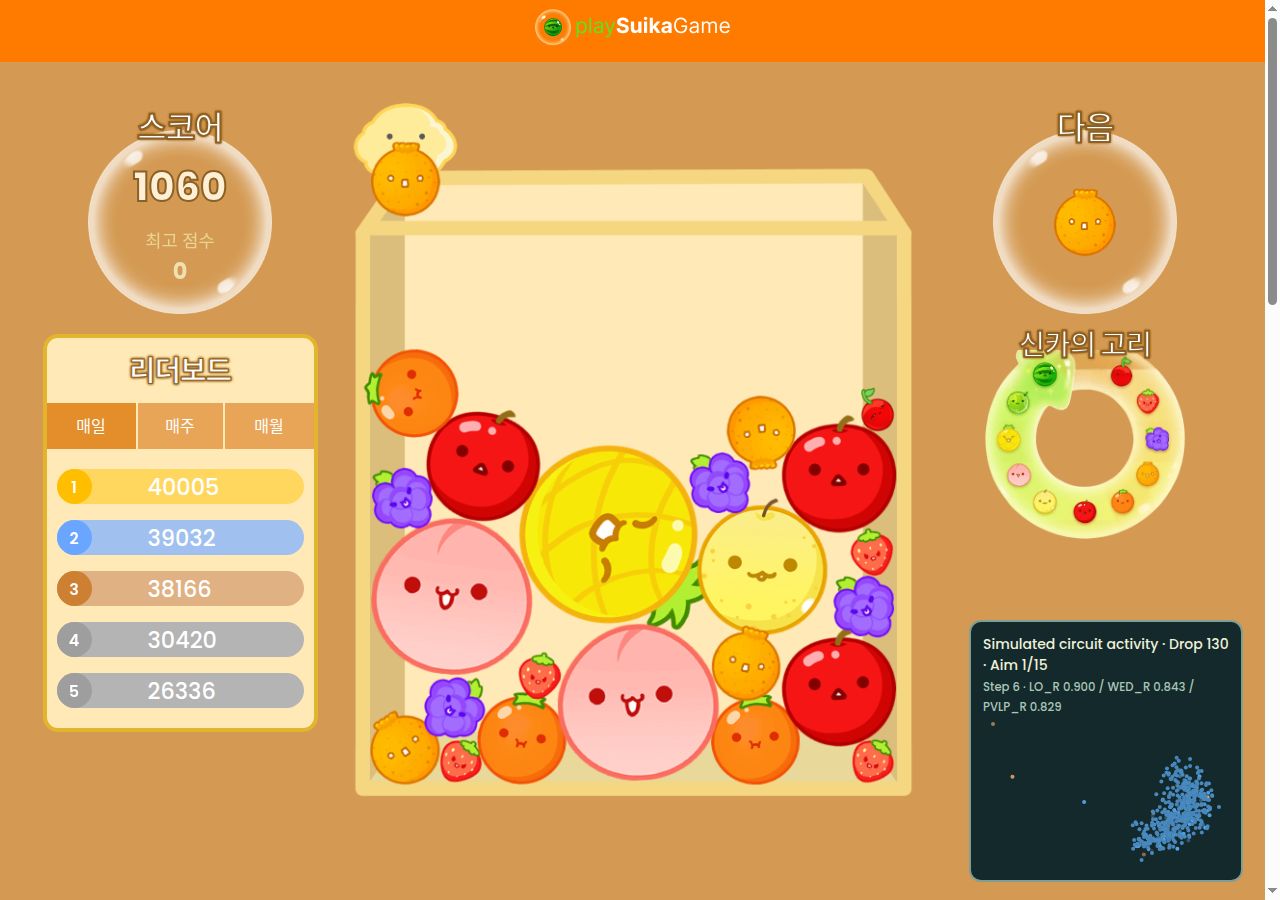 playSuikaGame
스코어
1060
최고 점수
0
다음
리더보드
매일 매주 매월
1 40005
2 39032
3 38166
4 30420
5 26336
신카의 고리
Simulated circuit activity · Drop 130
· Aim 1/15
Step 6 · LO_R 0.900 / WED_R 0.843 /
PVLP_R 0.829